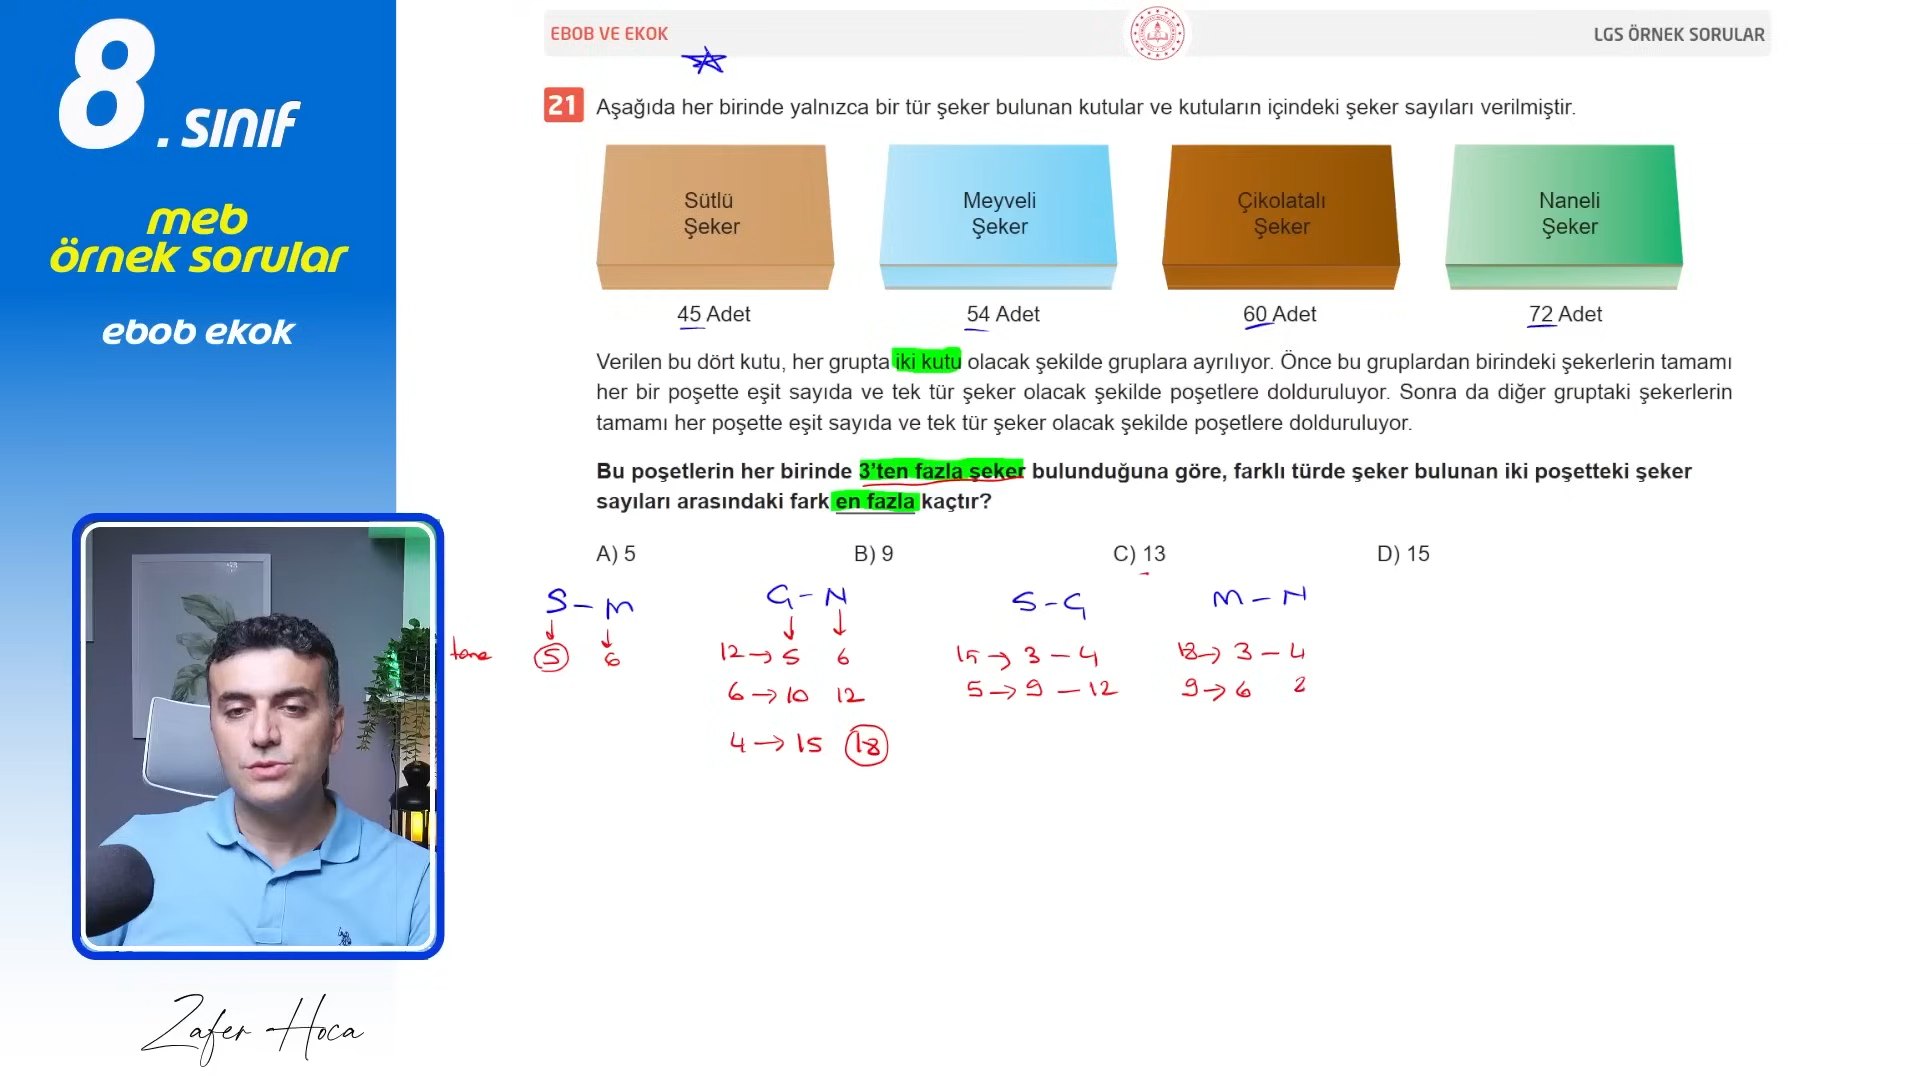 8
. sınıf
meb
örnek sorular
ebob ekok
EBOB VE EKOK
LGS ÖRNEK SORULAR
21 Aşağıda her birinde yalnızca bir tür şeker bulunan kutular ve kutuların içindeki şeker sayıları verilmiştir.
Sütlü
Şeker
Meyveli
Şeker
Çikolatalı
Şeker
Naneli
Şeker
45 Adet
54 Adet
60 Adet
72 Adet
Verilen bu dört kutu, her grupta iki kutu olacak şekilde gruplara ayrılıyor. Önce bu gruplardan birindeki şekerlerin tamamı
her bir poşette eşit sayıda ve tek tür şeker olacak şekilde poşetlere dolduruluyor. Sonra da diğer gruptaki şekerlerin
tamamı her poşette eşit sayıda ve tek tür şeker olacak şekilde poşetlere dolduruluyor.
Bu poşetlerin her birinde 3'ten fazla şeker bulunduğuna göre, farklı türde şeker bulunan iki poşetteki şeker
sayıları arasındaki fark en fazla kaçtır?
A) 5 B) 9 C) 13 D) 15
S - M
Ç - N
S - Ç
M - N
tane 5 6
12 → 5 6
15 → 3 - 4
18 → 3 - 4
6 → 10 12
5 → 9 - 12
9 → 6
4 → 15 18
Zafer Hoca